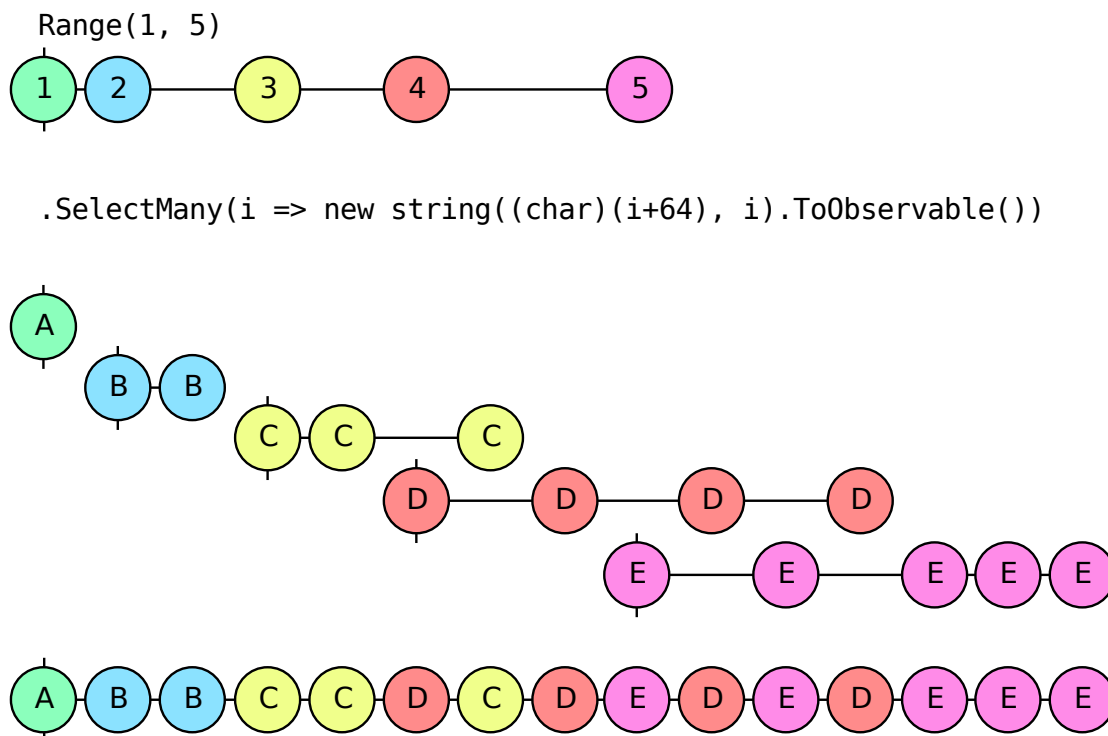 Range(1, 5)
1 2 3 4 5
.SelectMany(i => new string((char)(i+64), i).ToObservable())
A
B B
C C C
D D D D
E E E E E
A B B C C D C D E D E D E E E